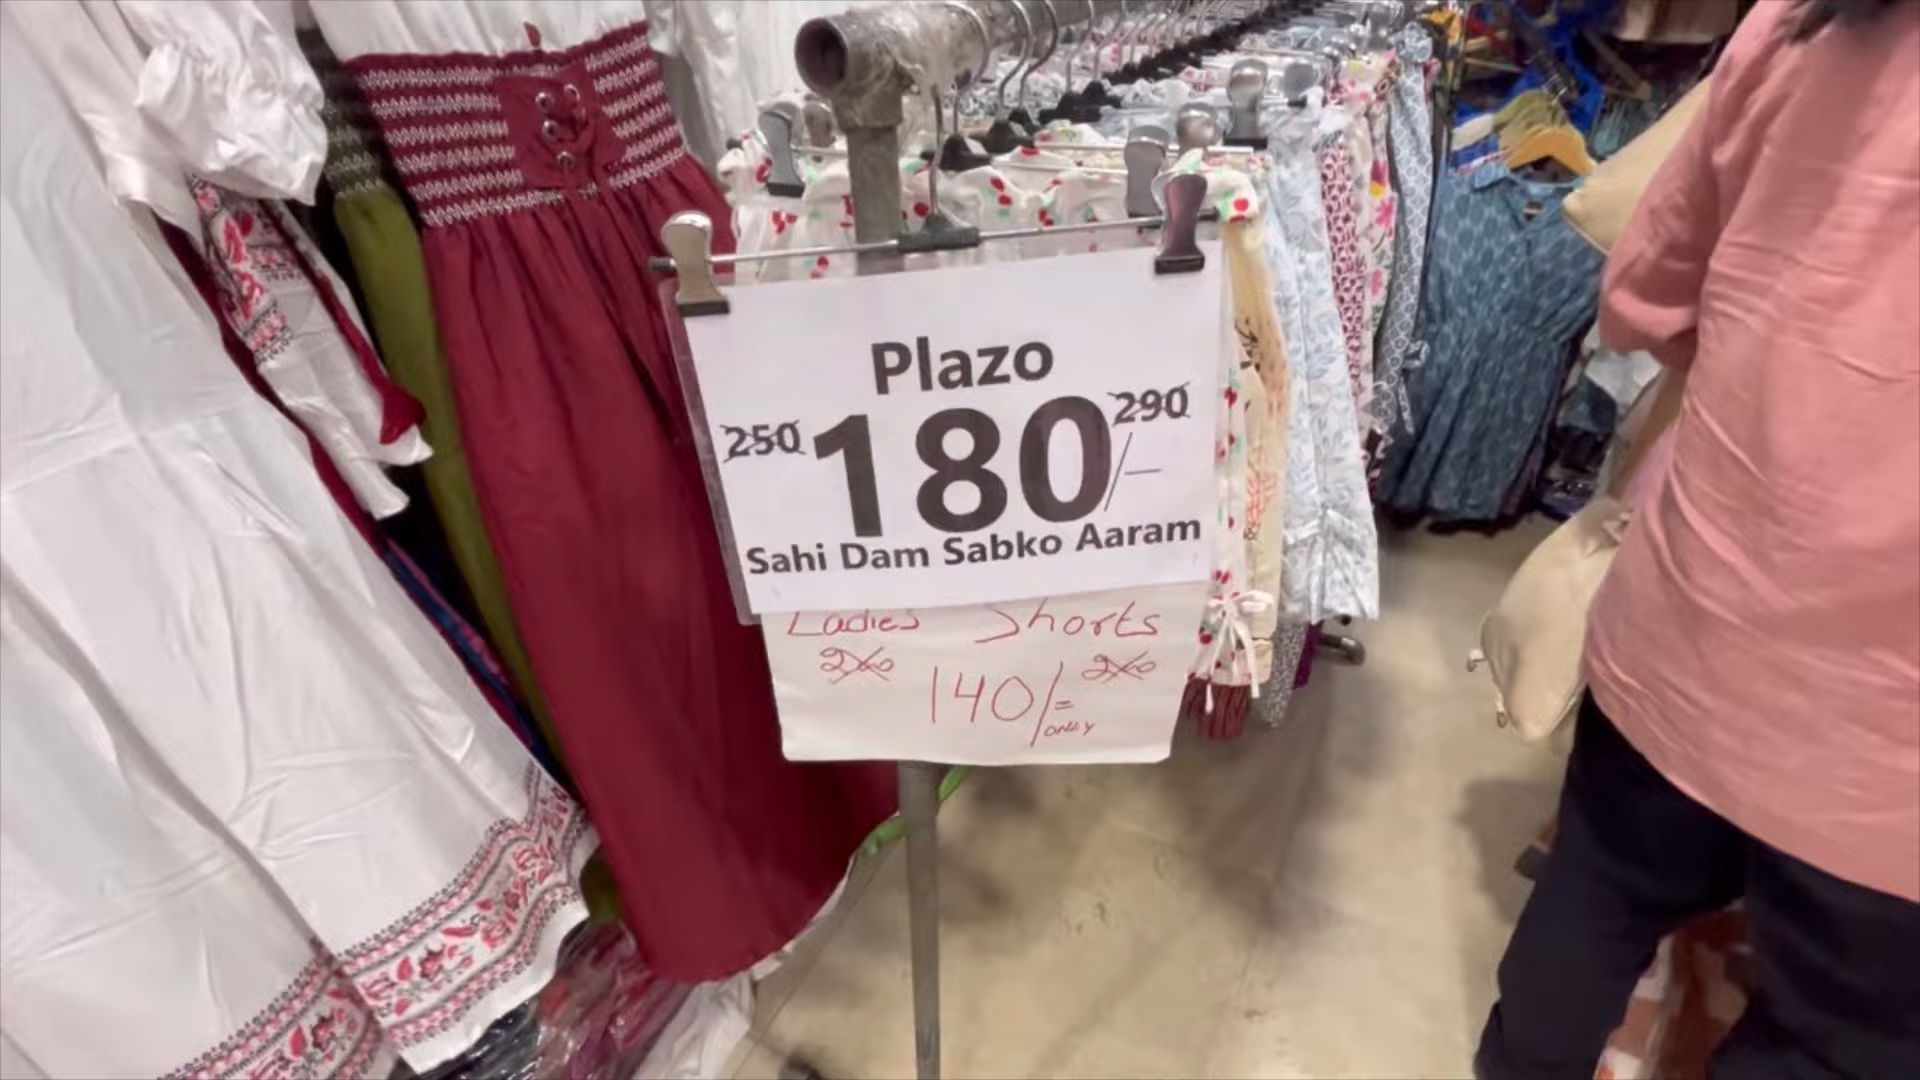 Plazo
250 180/- 290
Sahi Dam Sabko Aaram
Ladies Shorts
140/=
ONLY